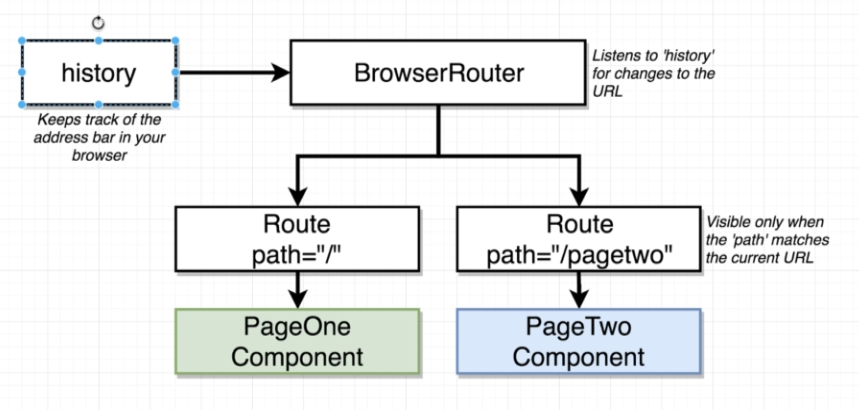 history
Keeps track of the
address bar in your
browser
BrowserRouter
Listens to 'history'
for changes to the
URL
Route
path="/"
Route
path="/pagetwo"
Visible only when
the 'path' matches
the current URL
PageOne
Component
PageTwo
Component